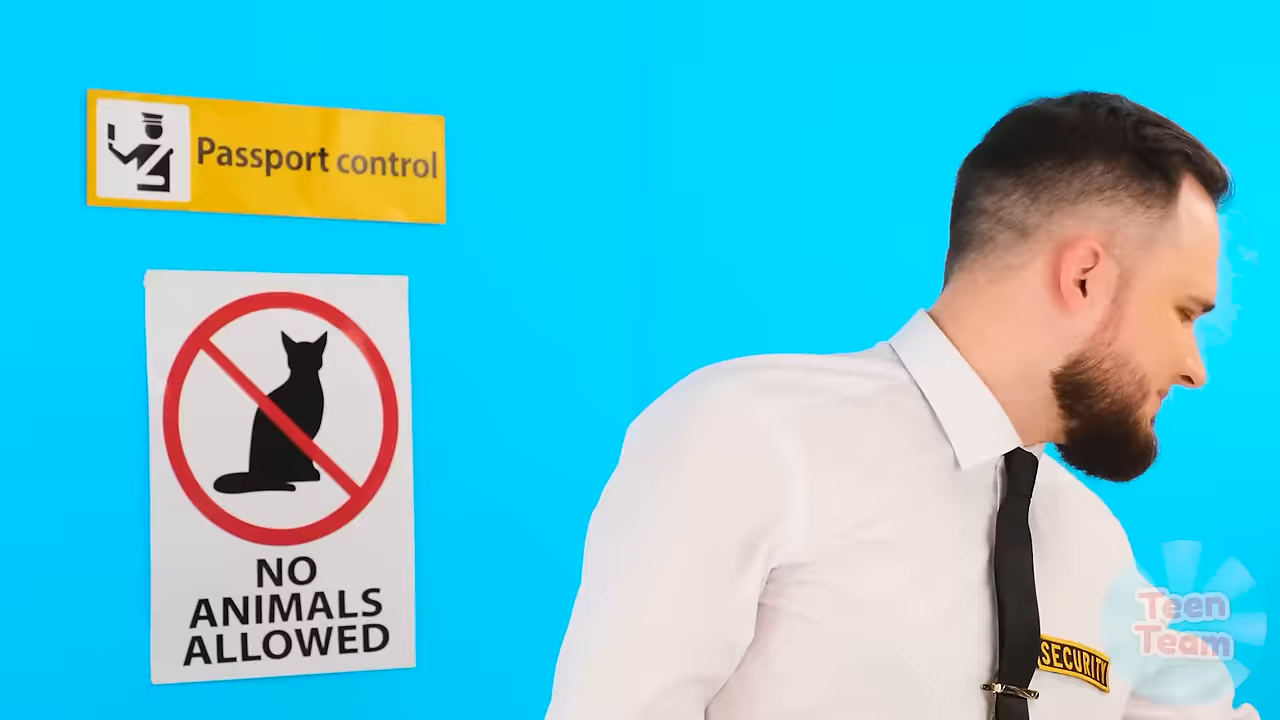 Passport control
NO
ANIMALS
ALLOWED
SECURITY
Teen
Team